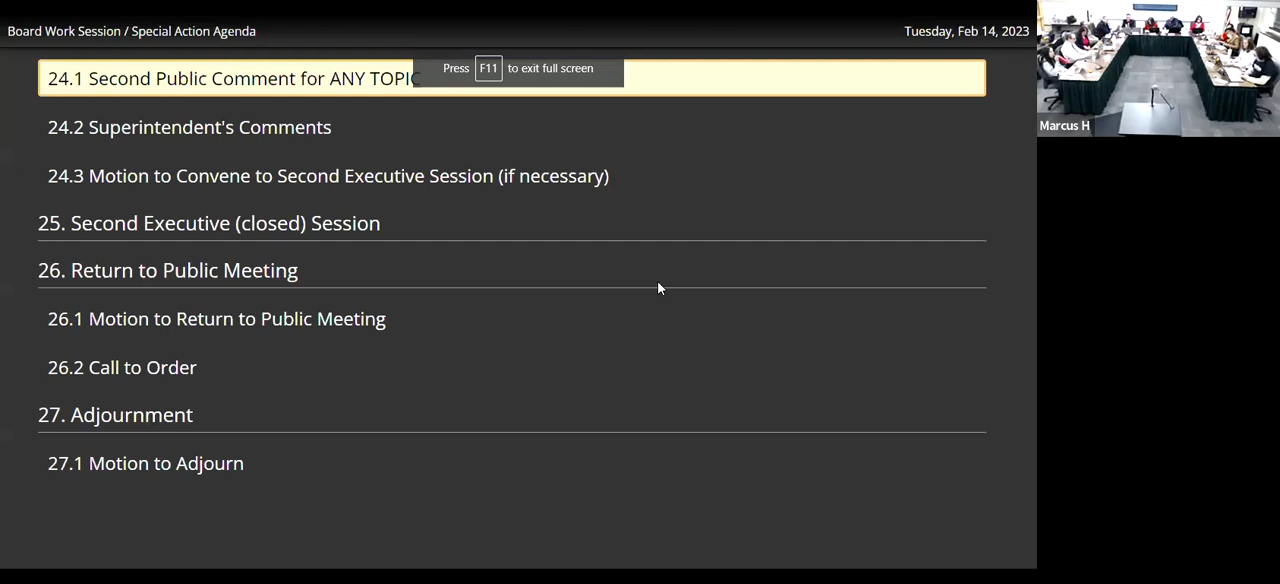 Board Work Session / Special Action Agenda
Tuesday, Feb 14, 2023
Press F11 to exit full screen
24.1 Second Public Comment for ANY TOPIC
Marcus H
24.2 Superintendent's Comments
24.3 Motion to Convene to Second Executive Session (if necessary)
25. Second Executive (closed) Session
26. Return to Public Meeting
26.1 Motion to Return to Public Meeting
26.2 Call to Order
27. Adjournment
27.1 Motion to Adjourn